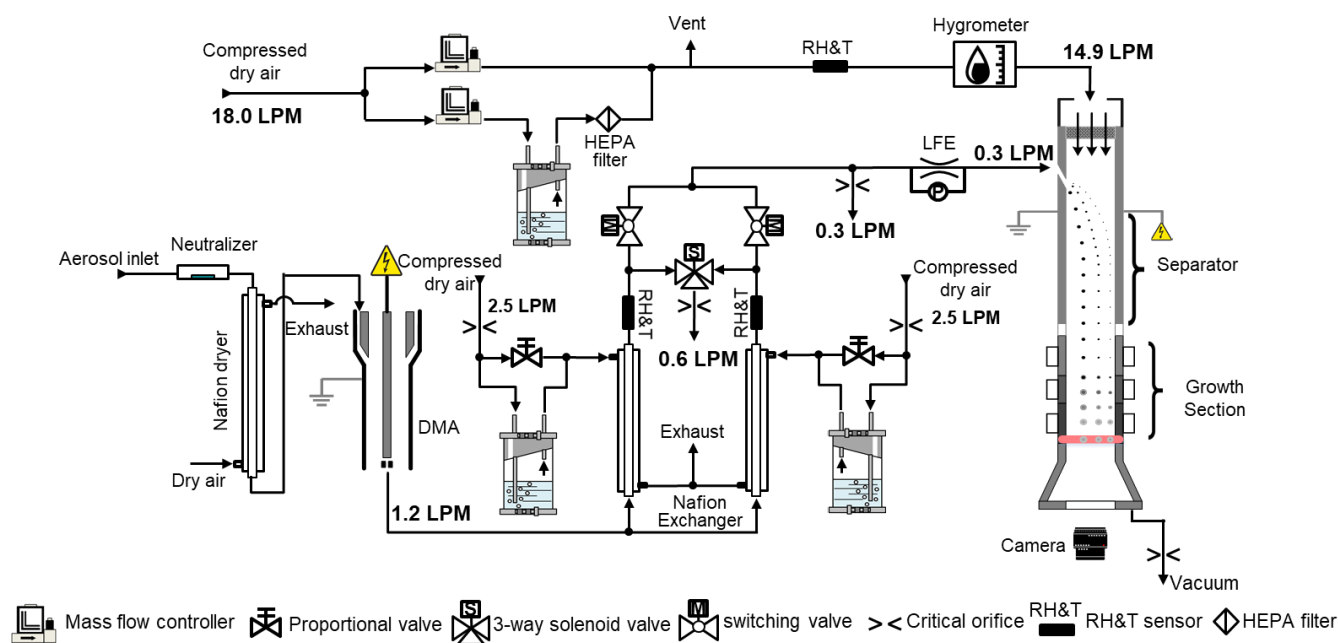 Compressed
dry air
18.0 LPM
Vent
RH&T
Hygrometer
14.9 LPM
HEPA
filter
LFE
0.3 LPM
P
M
M
S
0.3 LPM
Separator
Growth
Section
Aerosol inlet
Neutralizer
Exhaust
Nafion dryer
Dry air
DMA
1.2 LPM
Compressed
dry air
2.5 LPM
RH&T
RH&T
0.6 LPM
Compressed
dry air
2.5 LPM
Exhaust
Nafion
Exchanger
Camera
Vacuum
Mass flow controller
Proportional valve
S
3-way solenoid valve
M
switching valve
Critical orifice
RH&T
RH&T sensor
HEPA filter